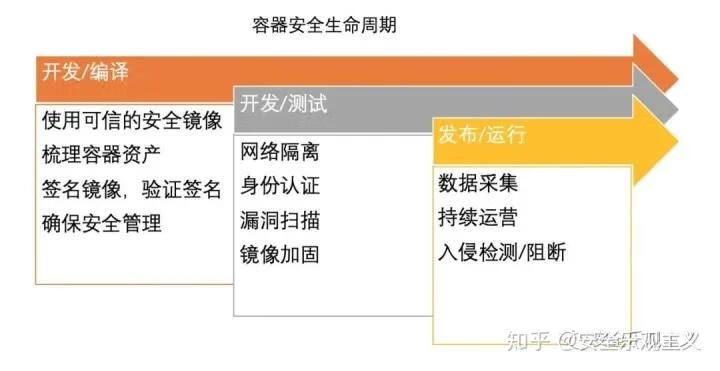 容器安全生命周期
开发/编译
使用可信的安全镜像
梳理容器资产
签名镜像，验证签名
确保安全管理
开发/测试
网络隔离
身份认证
漏洞扫描
镜像加固
发布/运行
数据采集
持续运营
入侵检测/阻断
知乎 @安全乐观主义